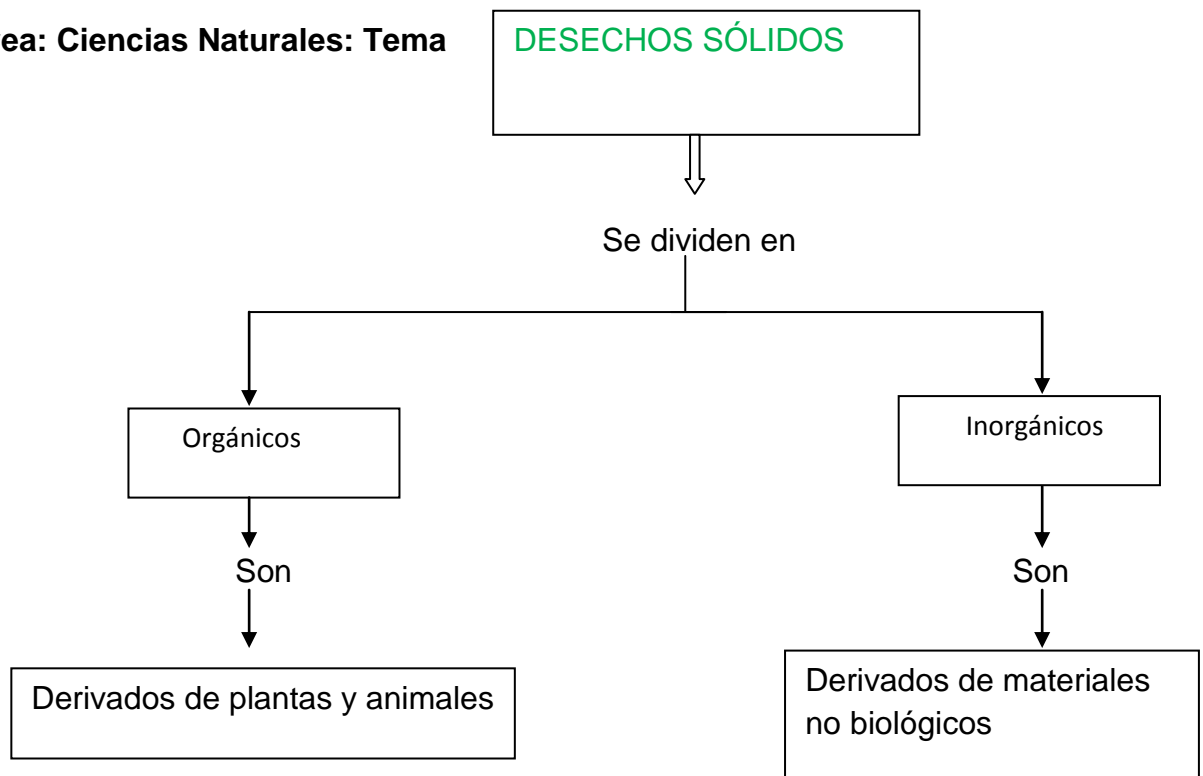 ea: Ciencias Naturales: Tema
DESECHOS SÓLIDOS
Se dividen en
Orgánicos
Inorgánicos
Son
Son
Derivados de plantas y animales
Derivados de materiales
no biológicos